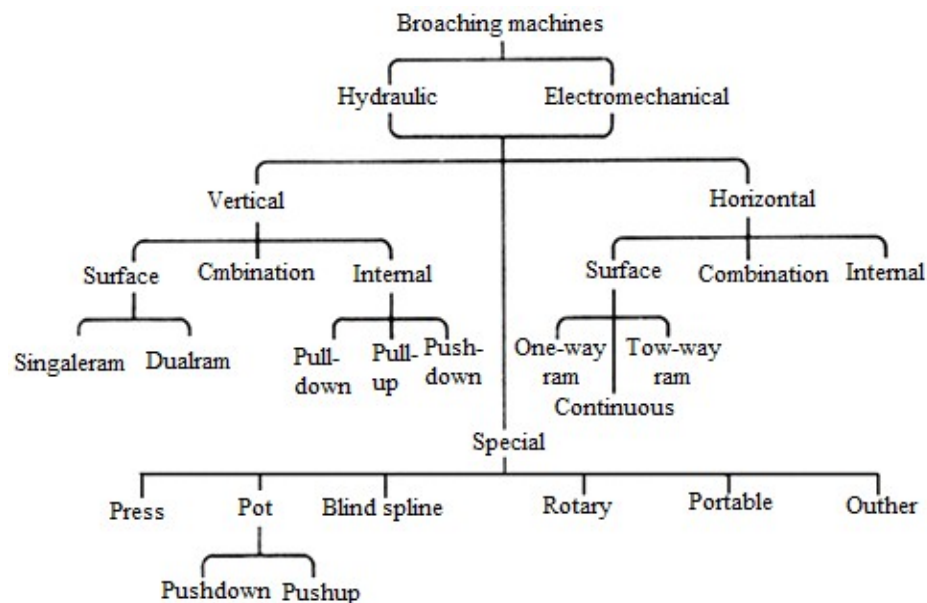 Broaching machines
Hydraulic Electromechanical
Vertical Horizontal
Surface Cmbination Internal Surface Combination Internal
Singaleram Dualram Pull-down Pull-up Push-down One-way ram Tow-way ram
Continuous
Special
Press Pot Blind spline Rotary Portable Outher
Pushdown Pushup